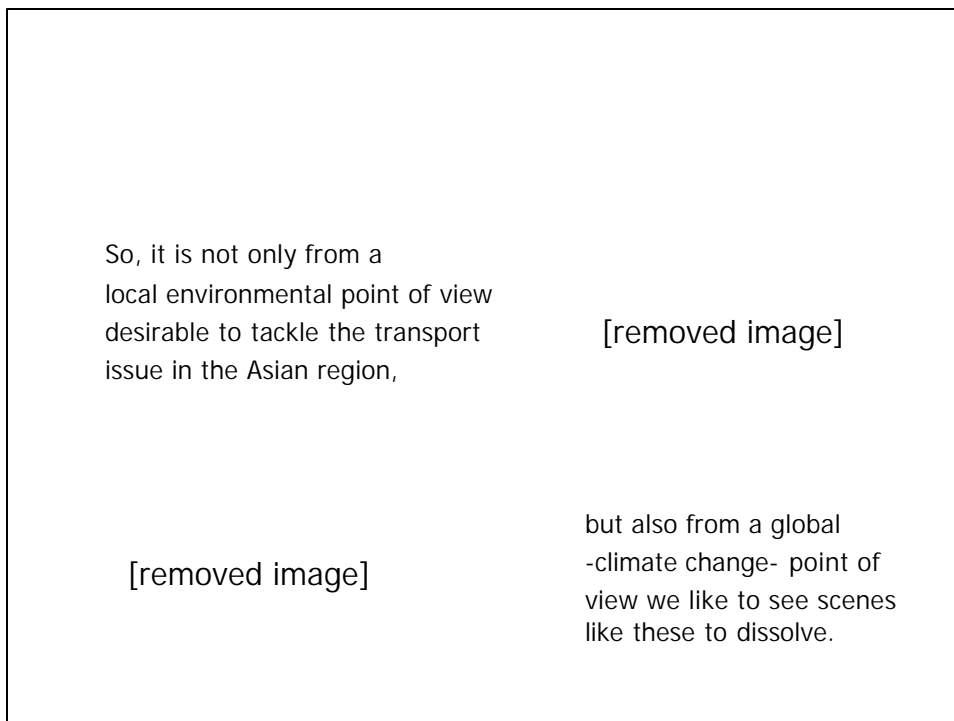 So, it is not only from a
local environmental point of view
desirable to tackle the transport
issue in the Asian region,
[removed image]
[removed image]
but also from a global
-climate change- point of
view we like to see scenes
like these to dissolve.